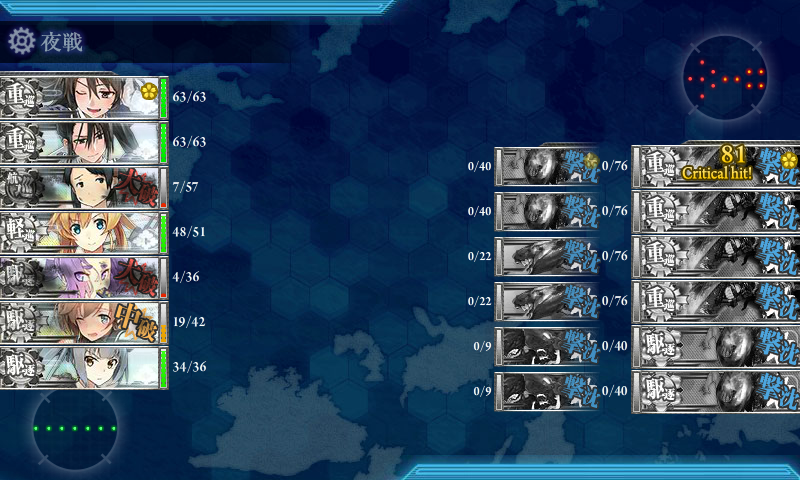 夜戦
重巡
63/63
重巡
63/63
大破
7/57
軽巡
48/51
駆逐
大破
4/36
駆逐
中破
19/42
駆逐
34/36
0/40
撃沈
0/40
撃沈
0/22
撃沈
0/22
撃沈
0/9
撃沈
0/9
撃沈
0/76
重巡
81
Critical hit!
撃沈
0/76
重巡
撃沈
0/76
重巡
撃沈
0/76
重巡
撃沈
0/40
駆逐
撃沈
0/40
駆逐
撃沈